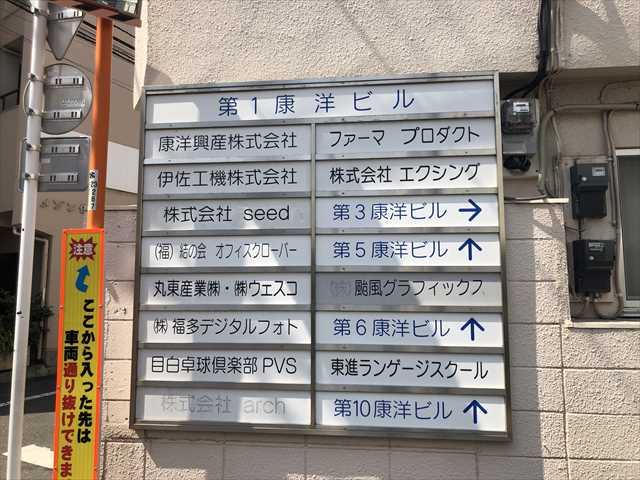 第1康洋ビル
康洋興産株式会社
ファーマ プロダクト
伊佐工機株式会社
株式会社 エクシング
株式会社 seed
第3康洋ビル →
(福) 結の会 オフィスクローバー
第5康洋ビル ↑
丸東産業㈱・㈱ウェスコ
㈱颱風グラフィックス
㈱福多デジタルフォト
第6康洋ビル ↑
目白卓球倶楽部 PVS
東進ランゲージスクール
株式会社 arch
第10康洋ビル ↑
注意
ここから入った先は
車両通り抜けできま